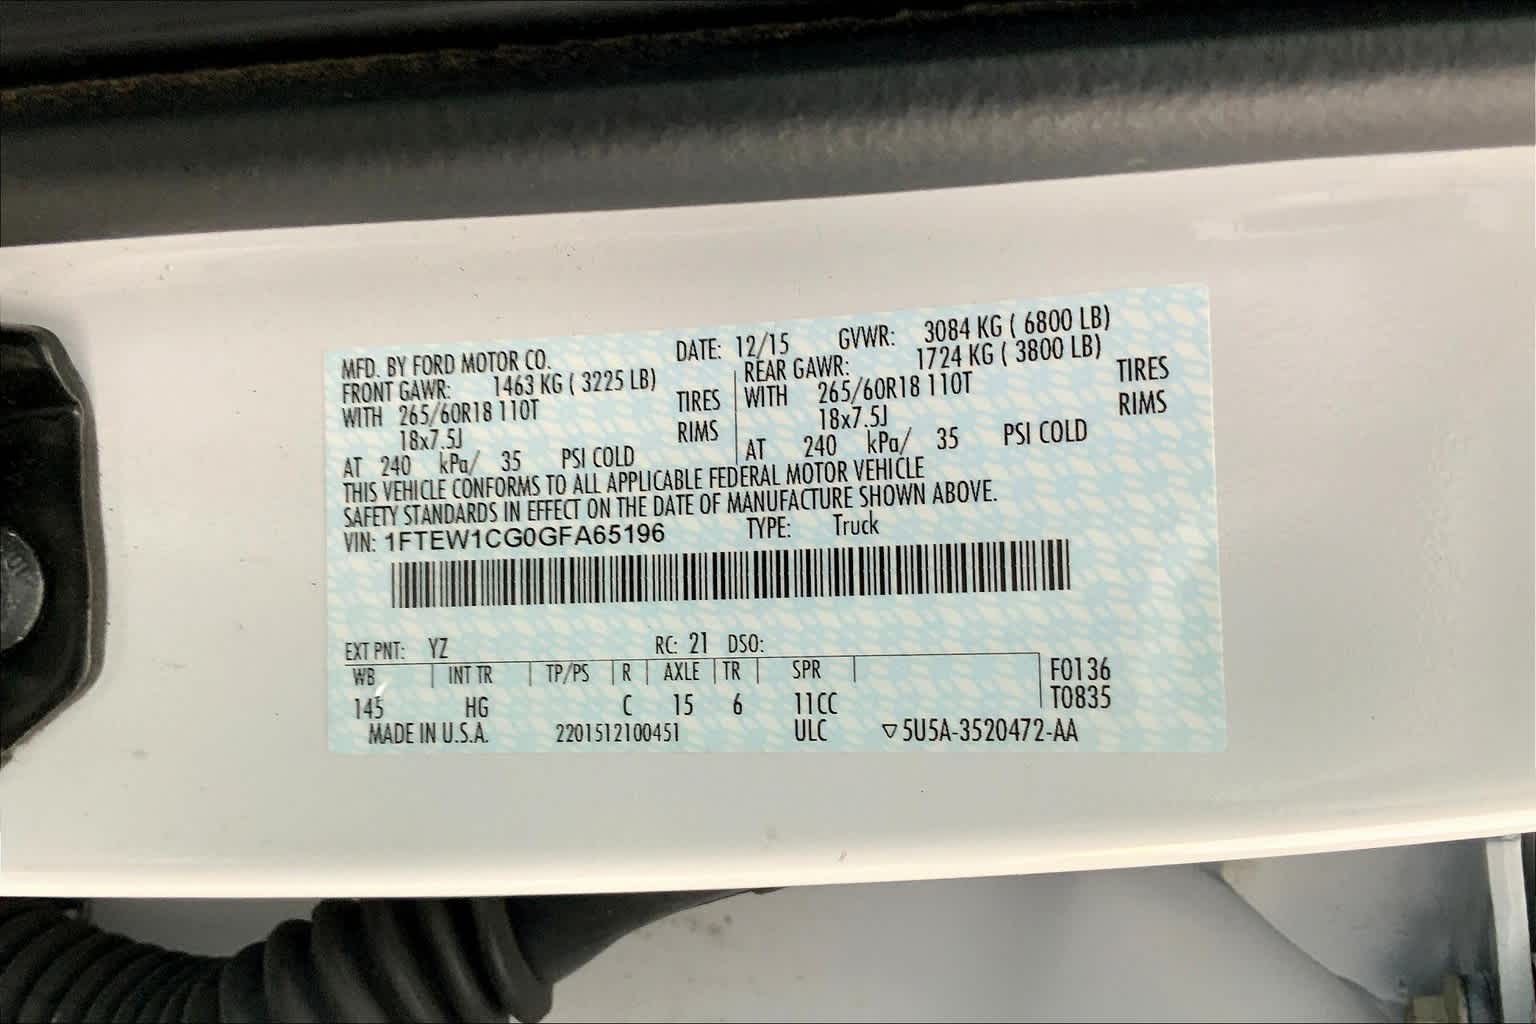 MFD. BY FORD MOTOR CO. DATE: 12/15 GVWR: 3084 KG ( 6800 LB)
FRONT GAWR: 1463 KG ( 3225 LB) REAR GAWR: 1724 KG ( 3800 LB)
WITH 265/60R18 110T TIRES WITH 265/60R18 110T TIRES
18x7.5J RIMS 18x7.5J RIMS
AT 240 kPa/ 35 PSI COLD AT 240 kPa/ 35 PSI COLD
THIS VEHICLE CONFORMS TO ALL APPLICABLE FEDERAL MOTOR VEHICLE
SAFETY STANDARDS IN EFFECT ON THE DATE OF MANUFACTURE SHOWN ABOVE.
VIN: 1FTEW1CG0GFA65196 TYPE: Truck
EXT PNT: YZ RC: 21 DSO:
WB INT TR TP/PS R AXLE TR SPR F0136
145 HG C 15 6 11CC T0835
MADE IN U.S.A. 2201512100451 ULC ▽5U5A-3520472-AA